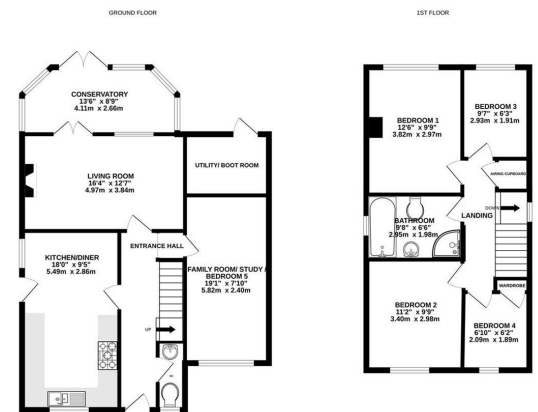 GROUND FLOOR
1ST FLOOR
CONSERVATORY
13'6" x 8'9"
4.11m x 2.66m
LIVING ROOM
16'4" x 12'7"
4.97m x 3.84m
UTILITY/ BOOT ROOM
KITCHEN/DINER
18'0" x 9'5"
5.49m x 2.86m
ENTRANCE HALL
FAMILY ROOM/ STUDY /
BEDROOM 5
19'1" x 7'10"
5.82m x 2.40m
UP
BEDROOM 1
12'6" x 9'9"
3.82m x 2.97m
BEDROOM 3
9'7" x 6'3"
2.93m x 1.91m
AIRING CUPBOARD
DOWN
LANDING
BATHROOM
9'8" x 6'6"
2.95m x 1.98m
BEDROOM 2
11'2" x 9'9"
3.40m x 2.98m
WARDROBE
BEDROOM 4
6'10" x 6'2"
2.09m x 1.89m